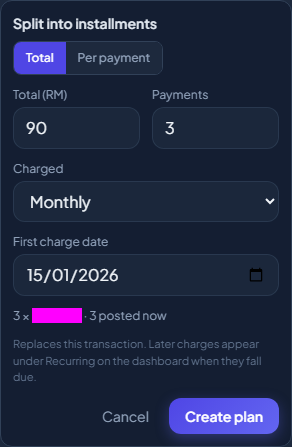 Split into installments
Total
Per payment
Total (RM)
Payments
90
3
Charged
Monthly
First charge date
15/01/2026
3 × · 3 posted now
Replaces this transaction. Later charges appear
under Recurring on the dashboard when they fall
due.
Cancel
Create plan